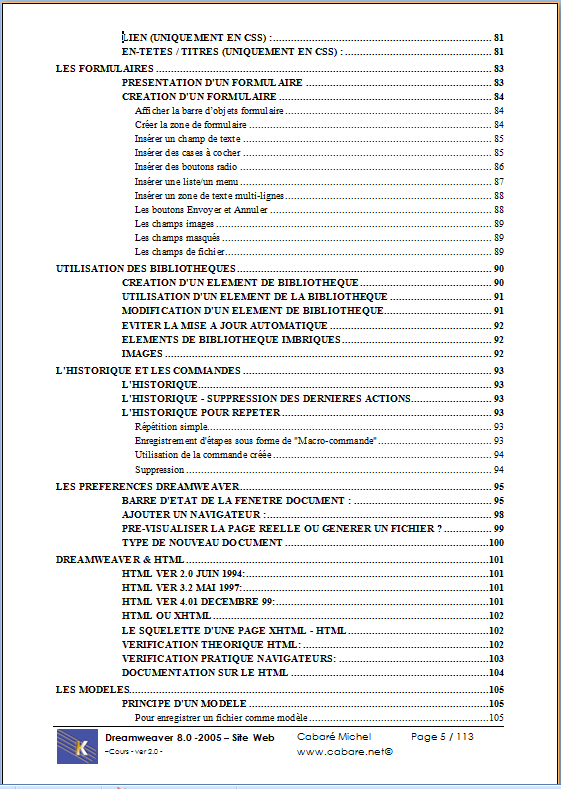 LIEN (UNIQUEMENT EN CSS) : 81
EN-TETES / TITRES (UNIQUEMENT EN CSS) : 81
LES FORMULAIRES 83
PRESENTATION D'UN FORMULAIRE 83
CREATION D'UN FORMULAIRE 84
Afficher la barre d'objets formulaire 84
Créer la zone de formulaire 84
Insérer un champ de texte 85
Insérer des cases à cocher 85
Insérer des boutons radio 86
Insérer une liste/un menu 87
Insérer un zone de texte multi-lignes 88
Les boutons Envoyer et Annuler 88
Les champs images 89
Les champs masqués 89
Les champs de fichier 89
UTILISATION DES BIBLIOTHEQUES 90
CREATION D'UN ELEMENT DE BIBLIOTHEQUE 90
UTILISATION D'UN ELEMENT DE LA BIBLIOTHEQUE 91
MODIFICATION D'UN ELEMENT DE BIBLIOTHEQUE 91
EVITER LA MISE A JOUR AUTOMATIQUE 92
ELEMENTS DE BIBLIOTHEQUE IMBRIQUES 92
IMAGES 92
L'HISTORIQUE ET LES COMMANDES 93
L'HISTORIQUE 93
L'HISTORIQUE - SUPPRESSION DES DERNIERES ACTIONS 93
L'HISTORIQUE POUR REPETER 93
Répétition simple 93
Enregistrement d'étapes sous forme de "Macro-commande" 93
Utilisation de la commande créée 94
Suppression 94
LES PREFERENCES DREAMWEAVER 95
BARRE D'ETAT DE LA FENETRE DOCUMENT : 95
AJOUTER UN NAVIGATEUR : 98
PRE-VISUALISER LA PAGE REELLE OU GENERER UN FICHIER ? 99
TYPE DE NOUVEAU DOCUMENT 100
DREAMWEAVER & HTML 101
HTML VER 2.0 JUIN 1994: 101
HTML VER 3.2 MAI 1997: 101
HTML VER 4.01 DECEMBRE 99: 101
HTML OU XHTML 102
LE SQUELETTE D'UNE PAGE XHTML - HTML 102
VERIFICATION THEORIQUE HTML: 102
VERIFICATION PRATIQUE NAVIGATEURS: 103
DOCUMENTATION SUR LE HTML 104
LES MODELES 105
PRINCIPE D'UN MODELE 105
Pour enregistrer un fichier comme modèle 105
K Dreamweaver 8.0 -2005 – Site Web Cabaré Michel Page 5 / 113
–Cours - ver 2.0 - www.cabare.net©